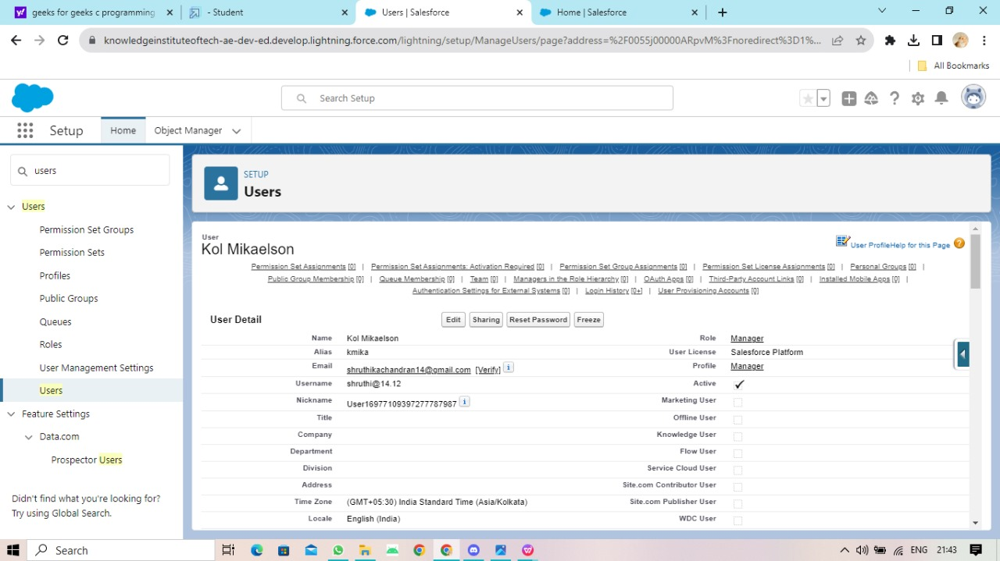 geeks for geeks c programming
- Student
Users | Salesforce
Home | Salesforce
knowledgeinstituteoftech-ae-dev-ed.develop.lightning.force.com/lightning/setup/ManageUsers/page?address=%2F0055j00000ARpvM%3Fnoredirect%3D1%...
All Bookmarks
Search Setup
Setup
Home
Object Manager
users
Users
Permission Set Groups
Permission Sets
Profiles
Public Groups
Queues
Roles
User Management Settings
Users
Feature Settings
Data.com
Prospector Users
Didn't find what you're looking for?
Try using Global Search.
SETUP
Users
User
Kol Mikaelson
User Profile Help for this Page ?
Permission Set Assignments [0] | Permission Set Assignments: Activation Required [0] | Permission Set Group Assignments [0] | Permission Set License Assignments [0] | Personal Groups [0] |
Public Group Membership [0] | Queue Membership [0] | Team [0] | Managers in the Role Hierarchy [0] | OAuth Apps [0] | Third-Party Account Links [0] | Installed Mobile Apps [0] |
Authentication Settings for External Systems [0] | Login History [0+] | User Provisioning Accounts [0]
User Detail
Edit Sharing Reset Password Freeze
Name Kol Mikaelson Role Manager
Alias kmika User License Salesforce Platform
Email shruthikachandran14@gmail.com [Verify] i Profile Manager
Username shruthi@14.12 Active
Nickname User16977109397277787987 i Marketing User
Title Offline User
Company Knowledge User
Department Flow User
Division Service Cloud User
Address Site.com Contributor User
Time Zone (GMT+05:30) India Standard Time (Asia/Kolkata) Site.com Publisher User
Locale English (India) WDC User
Search
ENG 21:43